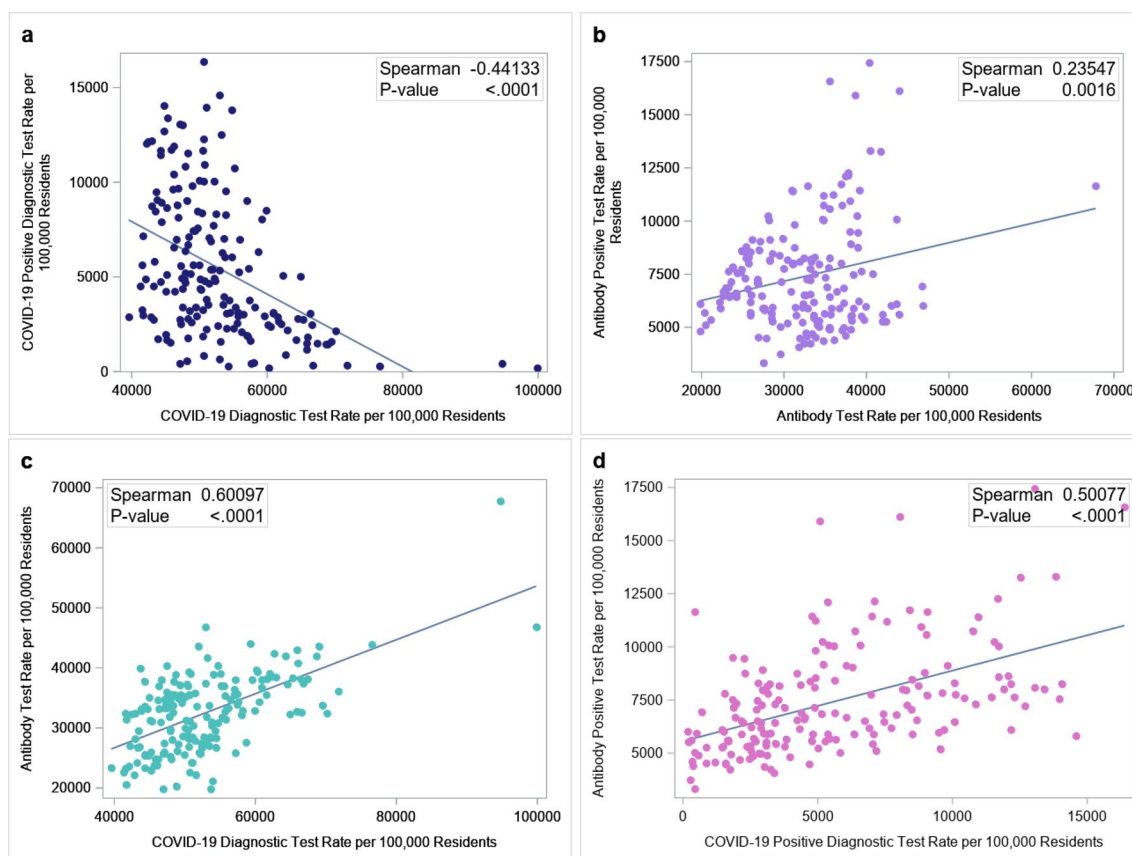 a
COVID-19 Positive Diagnostic Test Rate per
100,000 Residents
15000
10000
5000
0
Spearman -0.44133
P-value <.0001
40000 60000 80000 100000
COVID-19 Diagnostic Test Rate per 100,000 Residents
b
Antibody Positive Test Rate per 100,000
Residents
17500
15000
12500
10000
7500
5000
Spearman 0.23547
P-value 0.0016
20000 30000 40000 50000 60000 70000
Antibody Test Rate per 100,000 Residents
c
Antibody Test Rate per 100,000 Residents
70000
60000
50000
40000
30000
20000
Spearman 0.60097
P-value <.0001
40000 60000 80000 100000
COVID-19 Diagnostic Test Rate per 100,000 Residents
d
Antibody Positive Test Rate per 100,000 Residents
17500
15000
12500
10000
7500
5000
Spearman 0.50077
P-value <.0001
0 5000 10000 15000
COVID-19 Positive Diagnostic Test Rate per 100,000 Residents